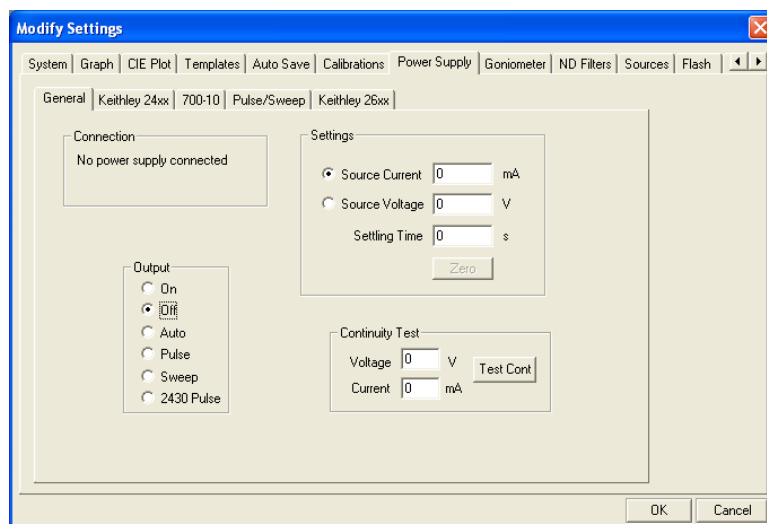 Modify Settings
System Graph CIE Plot Templates Auto Save Calibrations Power Supply Goniometer ND Filters Sources Flash
General Keithley 24xx 700-10 Pulse/Sweep Keithley 26xx
Connection
No power supply connected
Settings
Source Current 0 mA
Source Voltage 0 V
Settling Time 0 s
Zero
Output
On
Off
Auto
Pulse
Sweep
2430 Pulse
Continuity Test
Voltage 0 V
Current 0 mA
Test Cont
OK Cancel